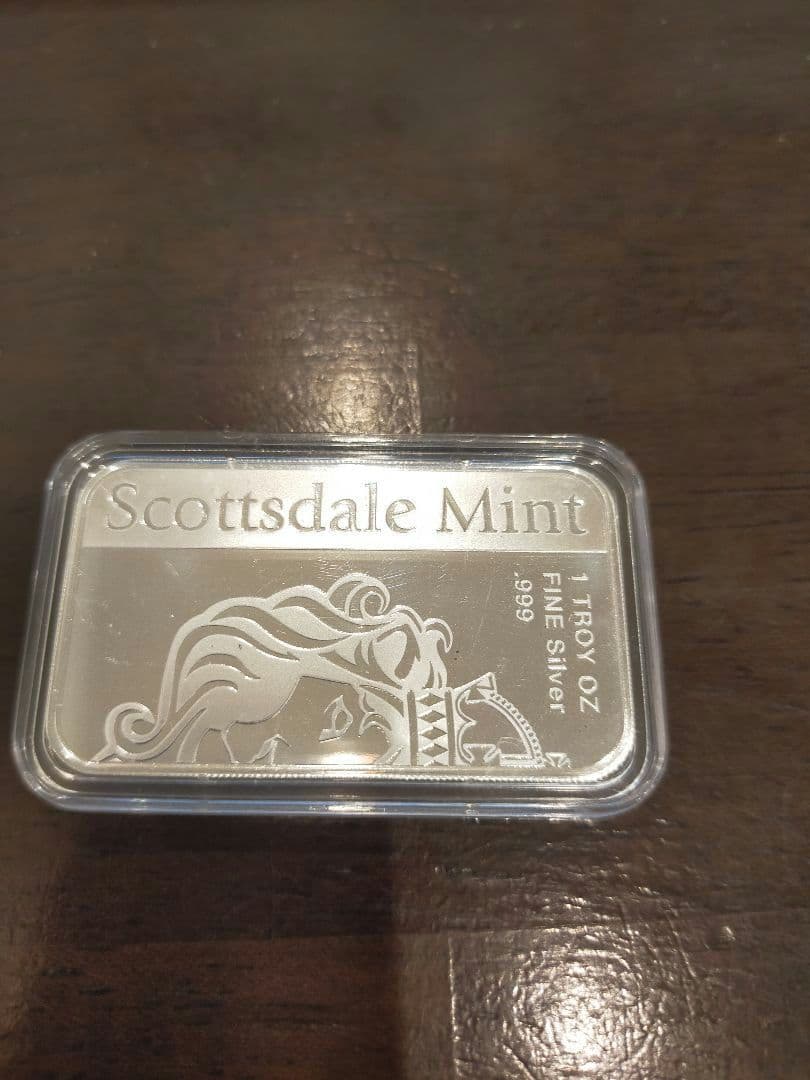 Scottsdale Mint
1 TROY OZ
FINE Silver
.999